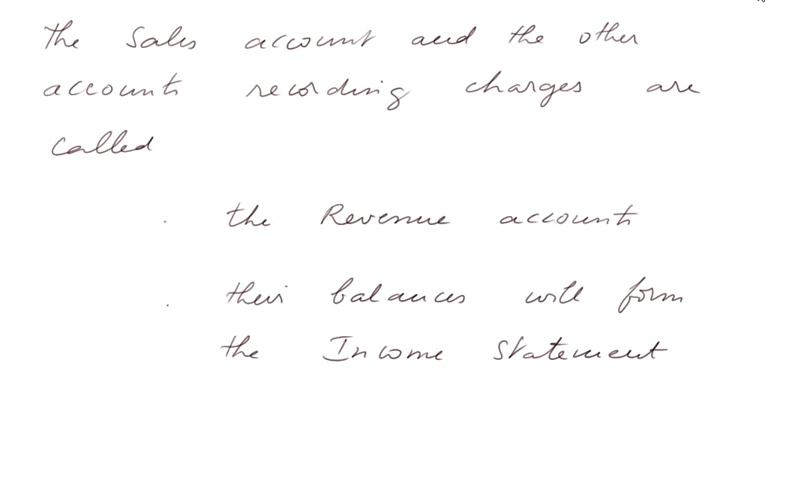 The Sales account and the other
accounts recording charges are
called
. the Revenue accounts
. their balances will form
the Income Statement